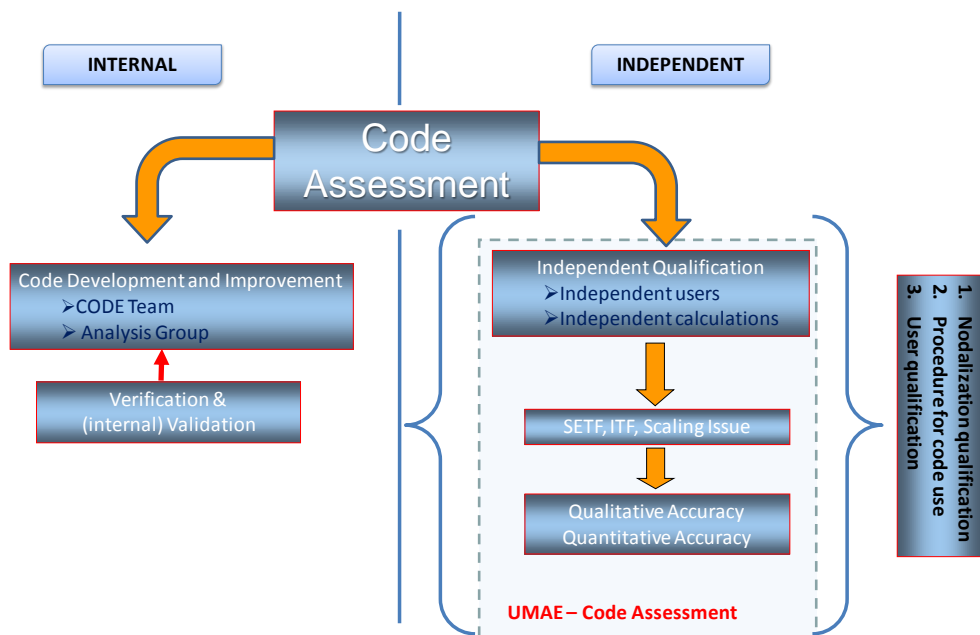 INTERNAL
INDEPENDENT
Code
Assessment
Code Development and Improvement
➢CODE Team
➢ Analysis Group
Verification &
(internal) Validation
Independent Qualification
➢Independent users
➢Independent calculations
SETF, ITF, Scaling Issue
Qualitative Accuracy
Quantitative Accuracy
UMAE – Code Assessment
1. Nodalization qualification
2. Procedure for code use
3. User qualification